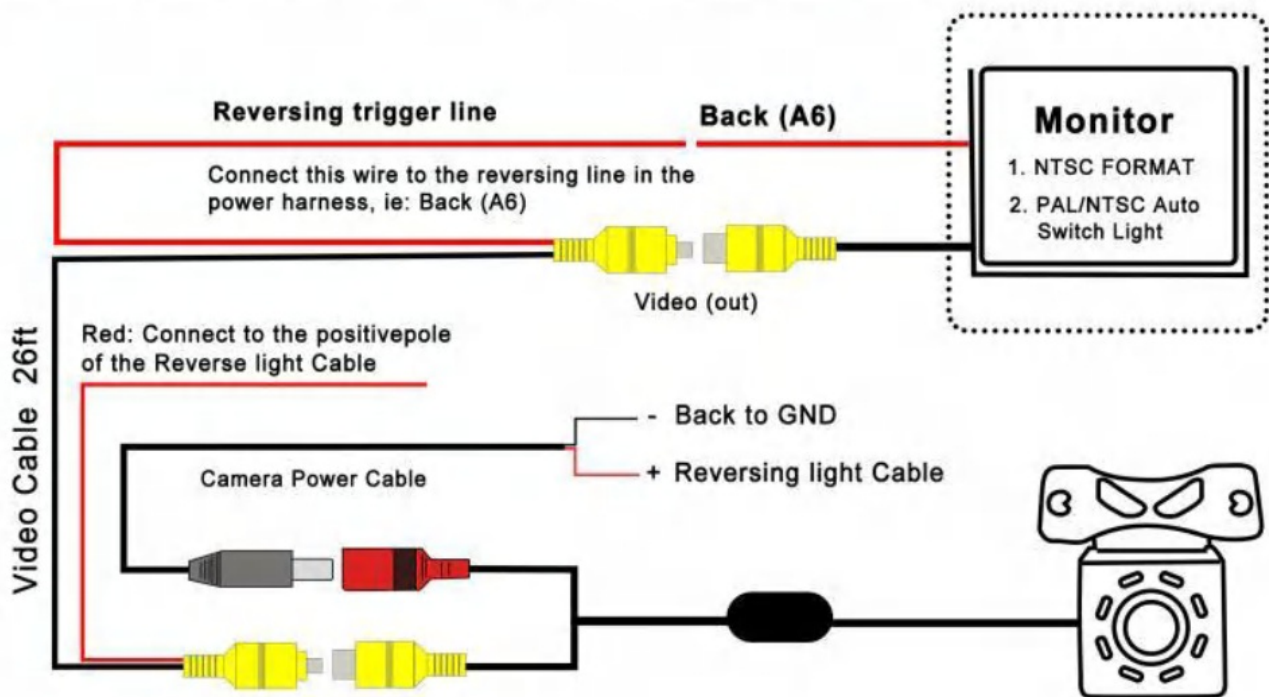 Reversing trigger line
Back (A6)
Monitor
1. NTSC FORMAT
2. PAL/NTSC Auto
Switch Light
Connect this wire to the reversing line in the
power harness, ie: Back (A6)
Video (out)
Video Cable 26ft
Red: Connect to the positivepole
of the Reverse light Cable
- Back to GND
+ Reversing light Cable
Camera Power Cable